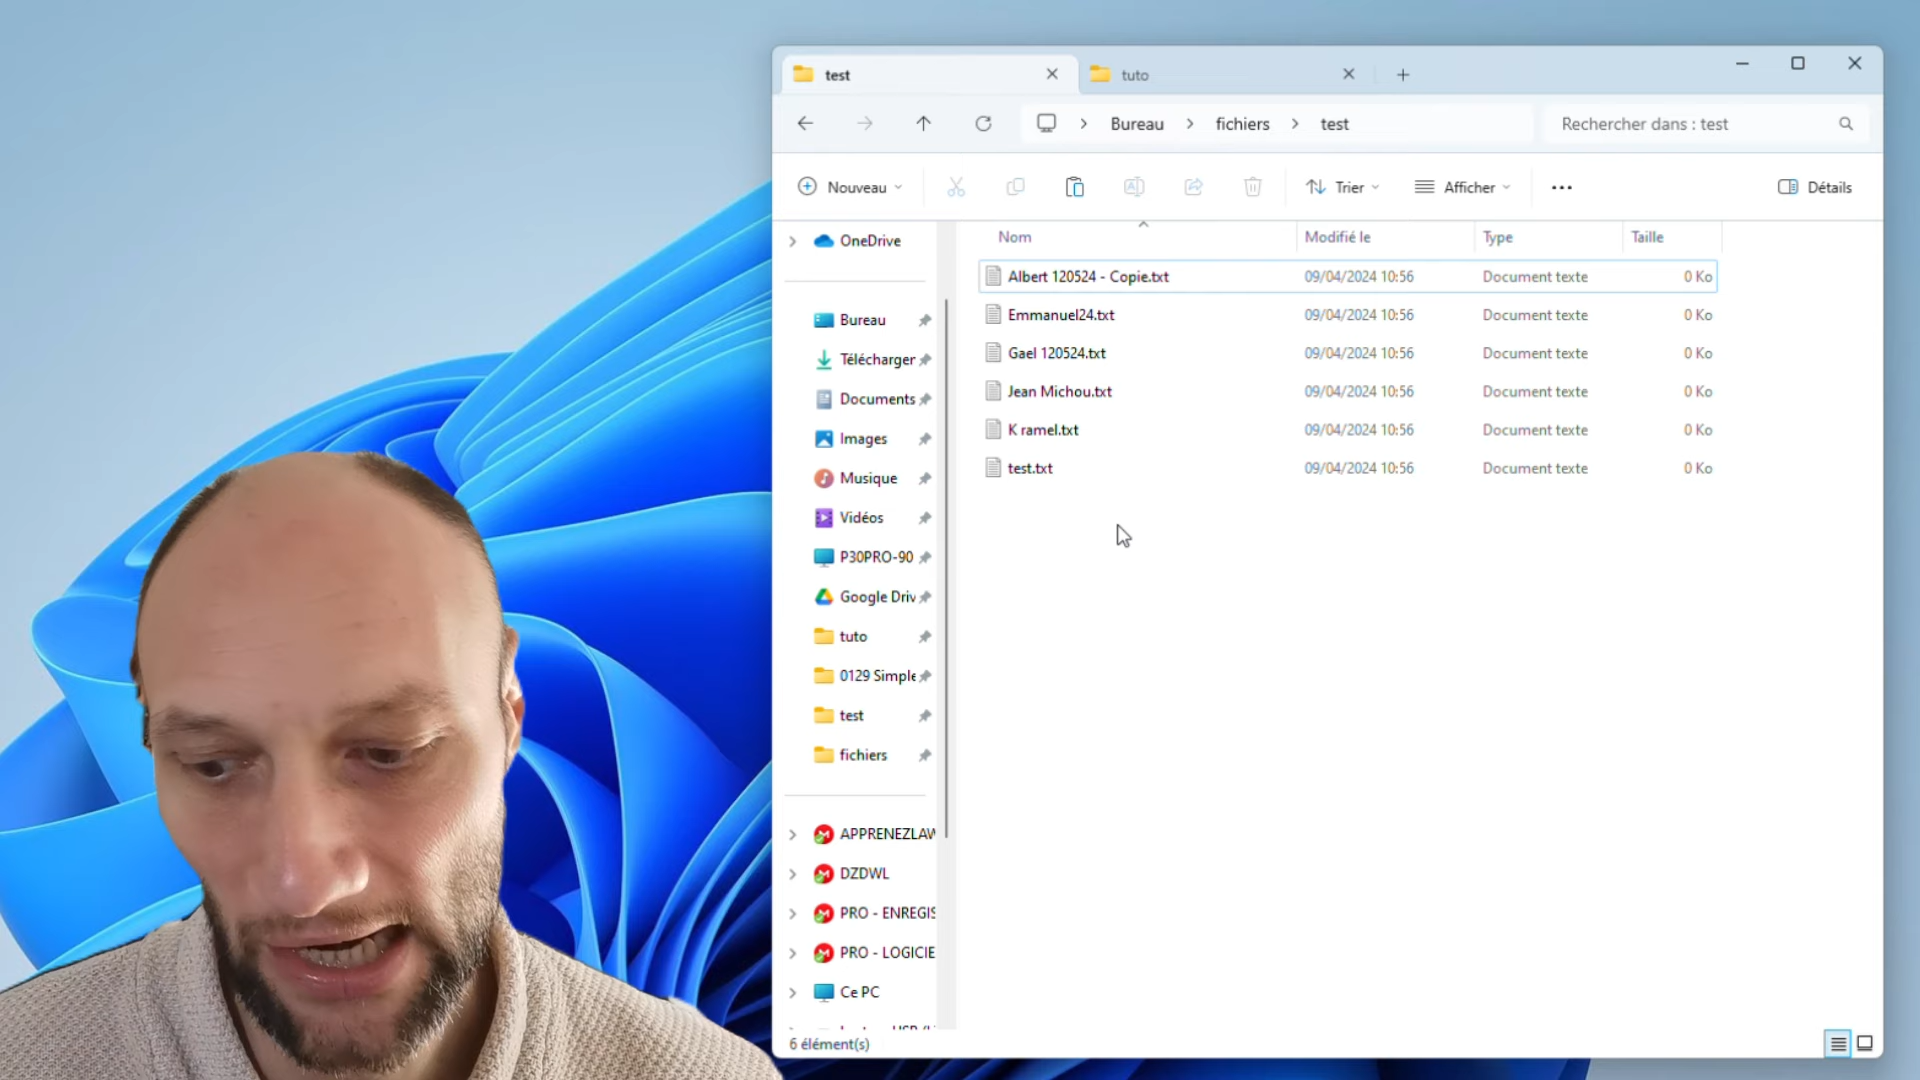 test
tuto
Bureau > fichiers > test
Rechercher dans : test
Nouveau
Trier
Afficher
Détails
Nom Modifié le Type Taille
Albert 120524 - Copie.txt 09/04/2024 10:56 Document texte 0 Ko
Emmanuel24.txt 09/04/2024 10:56 Document texte 0 Ko
Gael 120524.txt 09/04/2024 10:56 Document texte 0 Ko
Jean Michou.txt 09/04/2024 10:56 Document texte 0 Ko
K ramel.txt 09/04/2024 10:56 Document texte 0 Ko
test.txt 09/04/2024 10:56 Document texte 0 Ko
OneDrive
Bureau
Télécharger
Documents
Images
Musique
Vidéos
P30PRO-90
Google Driv
tuto
0129 Simple
test
fichiers
APPRENEZLAW
DZDWL
PRO - ENREGIS
PRO - LOGICIE
Ce PC
6 élément(s)